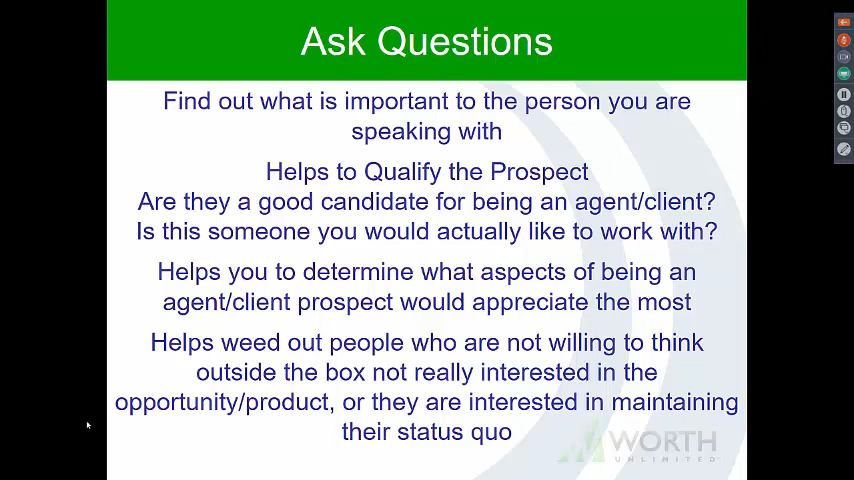 Ask Questions
Find out what is important to the person you are
speaking with
Helps to Qualify the Prospect
Are they a good candidate for being an agent/client?
Is this someone you would actually like to work with?
Helps you to determine what aspects of being an
agent/client prospect would appreciate the most
Helps weed out people who are not willing to think
outside the box not really interested in the
opportunity/product, or they are interested in maintaining
their status quo
WORTH
UNLIMITED